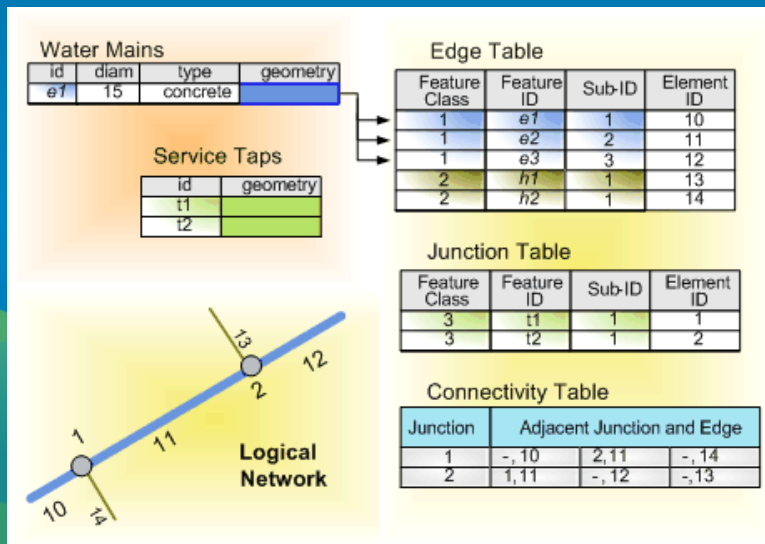 Water Mains
id diam type geometry
e1 15 concrete
Service Taps
id geometry
t1
t2
Edge Table
Feature Class Feature ID Sub-ID Element ID
1 e1 1 10
1 e2 2 11
1 e3 3 12
2 h1 1 13
2 h2 1 14
Junction Table
Feature Class Feature ID Sub-ID Element ID
3 t1 1 1
3 t2 1 2
Connectivity Table
Junction Adjacent Junction and Edge
1 -, 10 2, 11 -, 14
2 1, 11 -, 12 -,13
13
12
2
1
11
10
14
Logical
Network